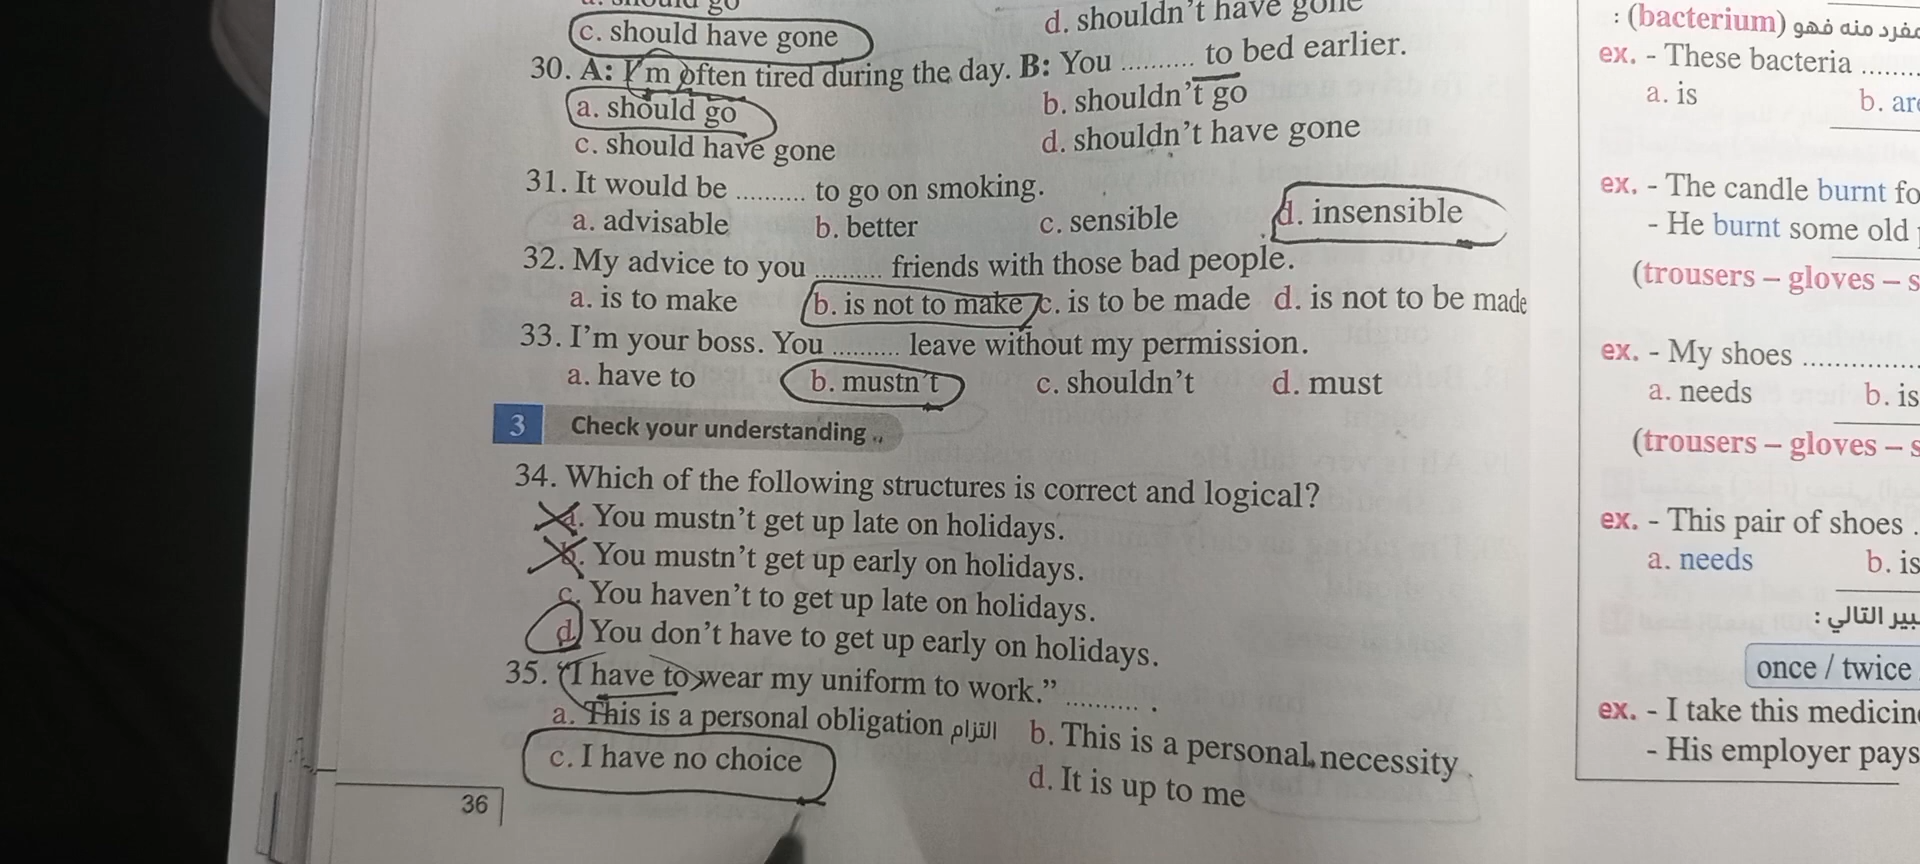 c. should have gone
d. shouldn't have gone
30. A: I'm often tired during the day. B: You .......... to bed earlier.
a. should go
b. shouldn't go
c. should have gone
d. shouldn't have gone
31. It would be .......... to go on smoking.
a. advisable b. better c. sensible d. insensible
32. My advice to you .......... friends with those bad people.
a. is to make b. is not to make c. is to be made d. is not to be made
33. I'm your boss. You .......... leave without my permission.
a. have to b. mustn't c. shouldn't d. must
3 Check your understanding
34. Which of the following structures is correct and logical?
a. You mustn't get up late on holidays.
b. You mustn't get up early on holidays.
c. You haven't to get up late on holidays.
d. You don't have to get up early on holidays.
35. "I have to wear my uniform to work." .......... .
a. This is a personal obligation التزام b. This is a personal necessity
c. I have no choice
d. It is up to me
36
مفرد منه فهو (bacterium) :
ex. - These bacteria ........
a. is b.
ex. - The candle burnt
- He burnt some old
(trousers – gloves –
ex. - My shoes ..............
a. needs b. is
(trousers – gloves –
ex. - This pair of shoes .
a. needs b. is
التالي :
once / twice
ex. - I take this
- His employer pays